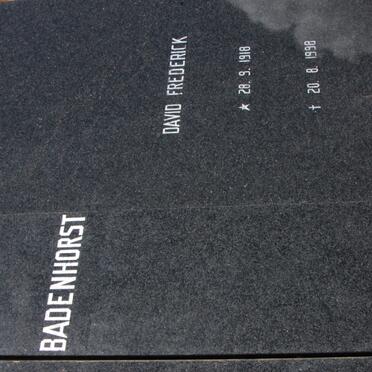 BADENHORST
DAVID FREDERICK
★ 28. 9. 1918
† 20. 8. 1998